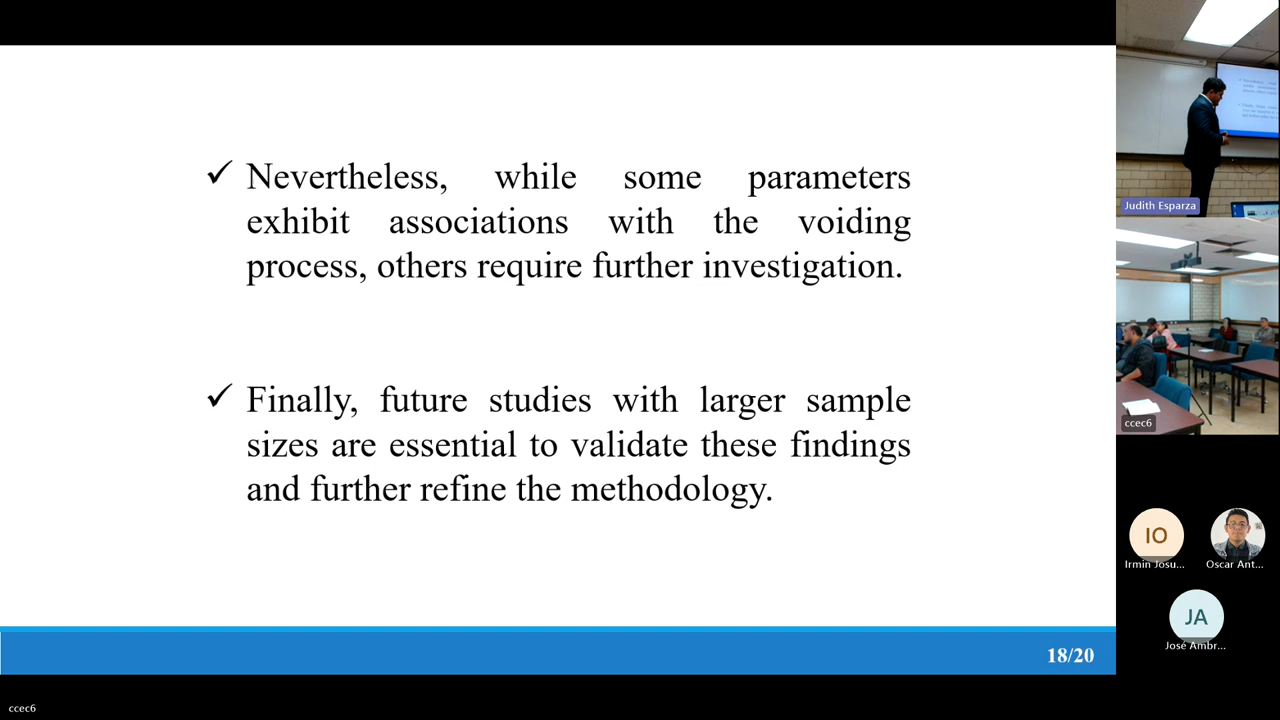 ✓ Nevertheless, while some parameters
exhibit associations with the voiding
process, others require further investigation.
✓ Finally, future studies with larger sample
sizes are essential to validate these findings
and further refine the methodology.
18/20
ccec6
Judith Esparza
ccec6
IO
Irmin Josu...
Oscar Ant...
JA
José Ambr...